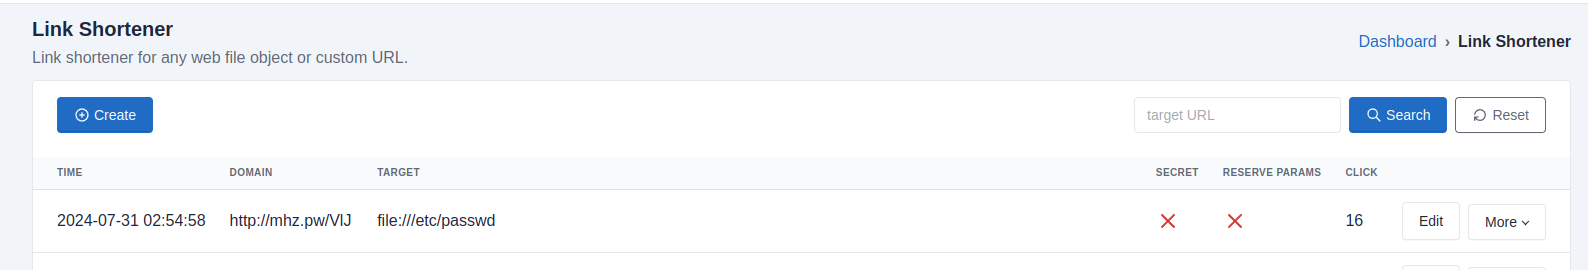 Link Shortener
Link shortener for any web file object or custom URL.
Dashboard › Link Shortener
Create
target URL
Search
Reset
TIME DOMAIN TARGET SECRET RESERVE PARAMS CLICK
2024-07-31 02:54:58 http://mhz.pw/VlJ file:///etc/passwd 16 Edit More